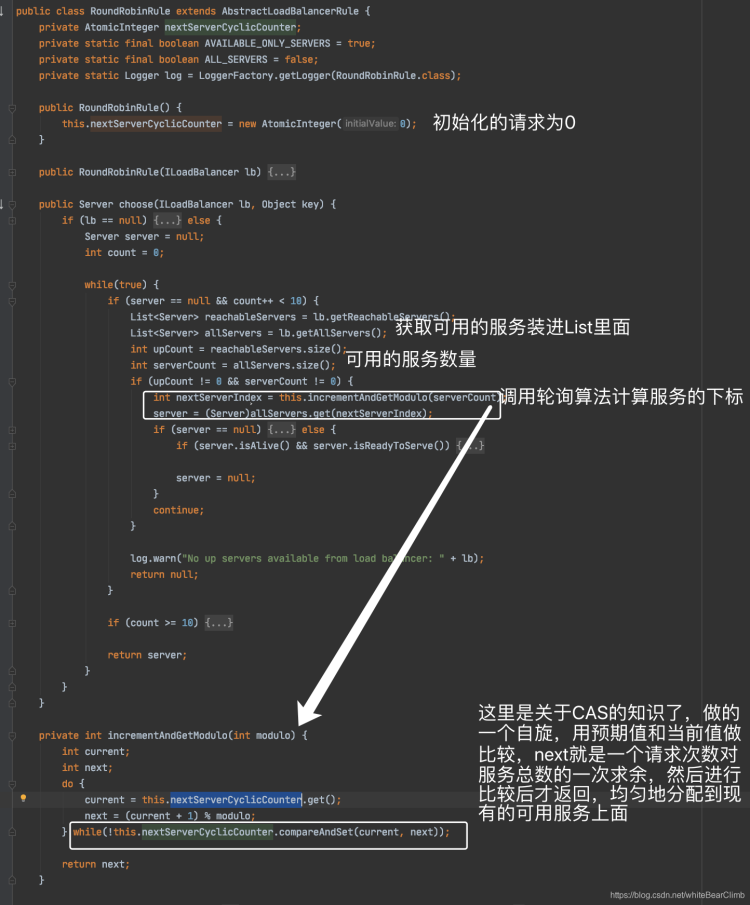 public class RoundRobinRule extends AbstractLoadBalancerRule {
private AtomicInteger nextServerCyclicCounter;
private static final boolean AVAILABLE_ONLY_SERVERS = true;
private static final boolean ALL_SERVERS = false;
private static Logger log = LoggerFactory.getLogger(RoundRobinRule.class);
public RoundRobinRule() {
this.nextServerCyclicCounter = new AtomicInteger( initialValue: 0); 初始化的请求为0
}
public RoundRobinRule(ILoadBalancer lb) {...}
public Server choose(ILoadBalancer lb, Object key) {
if (lb == null) {...} else {
Server server = null;
int count = 0;
while(true) {
if (server == null && count++ < 10) {
List<Server> reachableServers = lb.getReachableServers();
List<Server> allServers = lb.getAllServers(); 获取可用的服务装进List里面
int upCount = reachableServers.size();
int serverCount = allServers.size(); 可用的服务数量
if (upCount != 0 && serverCount != 0) {
int nextServerIndex = this.incrementAndGetModulo(serverCount) 调用轮询算法计算服务的下标
server = (Server)allServers.get(nextServerIndex);
if (server == null) {...} else {
if (server.isAlive() && server.isReadyToServe()) {...}
server = null;
}
continue;
}
log.warn("No up servers available from load balancer: " + lb);
return null;
}
if (count >= 10) {...}
return server;
}
}
}
private int incrementAndGetModulo(int modulo) {
int current;
int next;
do {
current = this.nextServerCyclicCounter.get();
next = (current + 1) % modulo;
} while(!this.nextServerCyclicCounter.compareAndSet(current, next));
return next;
}
这里是关于CAS的知识了，做的
一个自旋，用预期值和当前值做
比较，next就是一个请求次数对
服务总数的一次求余，然后进行
比较后才返回，均匀地分配到现
有的可用服务上面
https://blog.csdn.net/whiteBearClimb